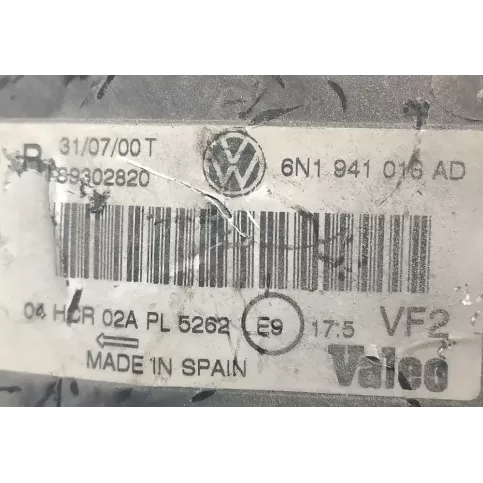 R 31/07/00 T
89302820
6N1 941 016 AD
04 HCR 02A PL 5262 E9 17:5 VF2
MADE IN SPAIN
Valeo